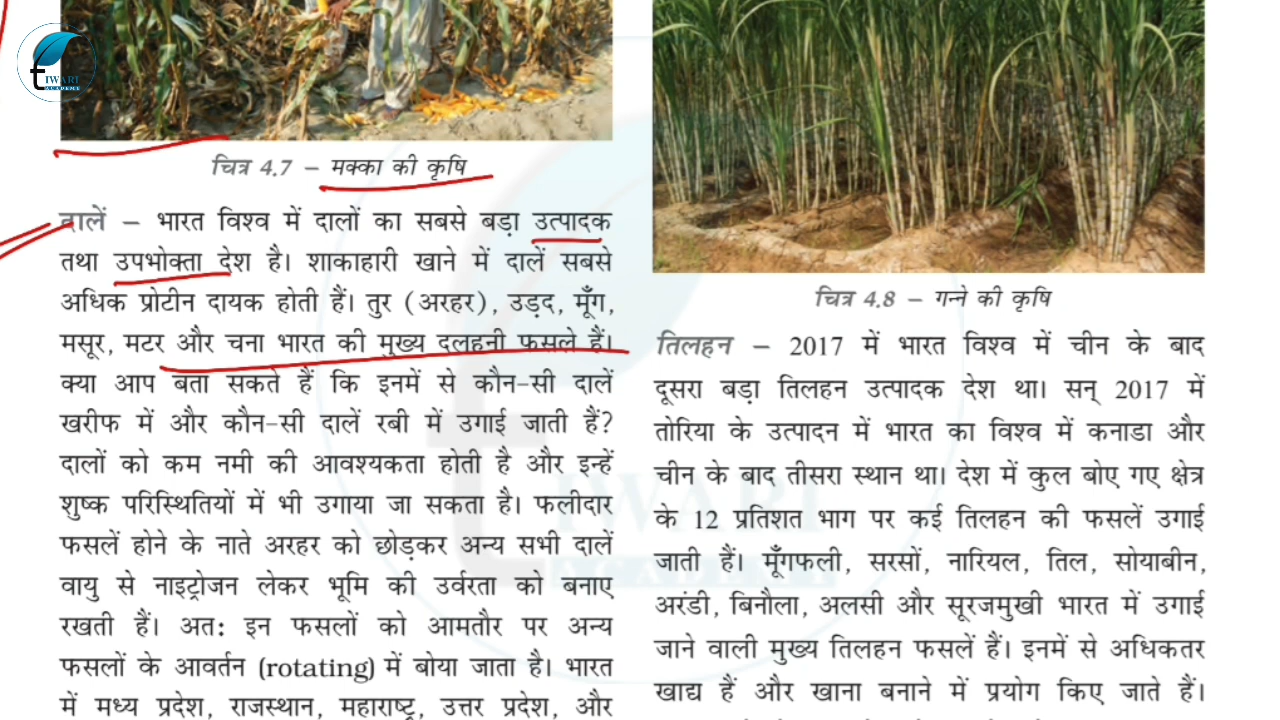 TIWARI
ACADEMY
चित्र 4.7 – मक्का की कृषि
दालें – भारत विश्व में दालों का सबसे बड़ा उत्पादक
तथा उपभोक्ता देश है। शाकाहारी खाने में दालें सबसे
अधिक प्रोटीन दायक होती हैं। तुर (अरहर), उड़द, मूँग,
मसूर, मटर और चना भारत की मुख्य दलहनी फसले हैं।
क्या आप बता सकते हैं कि इनमें से कौन-सी दालें
खरीफ में और कौन-सी दालें रबी में उगाई जाती हैं?
दालों को कम नमी की आवश्यकता होती है और इन्हें
शुष्क परिस्थितियों में भी उगाया जा सकता है। फलीदार
फसलें होने के नाते अरहर को छोड़कर अन्य सभी दालें
वायु से नाइट्रोजन लेकर भूमि की उर्वरता को बनाए
रखती हैं। अतः इन फसलों को आमतौर पर अन्य
फसलों के आवर्तन (rotating) में बोया जाता है। भारत
में मध्य प्रदेश, राजस्थान, महाराष्ट्र, उत्तर प्रदेश, और
चित्र 4.8 – गन्ने की कृषि
तिलहन – 2017 में भारत विश्व में चीन के बाद
दूसरा बड़ा तिलहन उत्पादक देश था। सन् 2017 में
तोरिया के उत्पादन में भारत का विश्व में कनाडा और
चीन के बाद तीसरा स्थान था। देश में कुल बोए गए क्षेत्र
के 12 प्रतिशत भाग पर कई तिलहन की फसलें उगाई
जाती हैं। मूँगफली, सरसों, नारियल, तिल, सोयाबीन,
अरंडी, बिनौला, अलसी और सूरजमुखी भारत में उगाई
जाने वाली मुख्य तिलहन फसलें हैं। इनमें से अधिकतर
खाद्य हैं और खाना बनाने में प्रयोग किए जाते हैं।